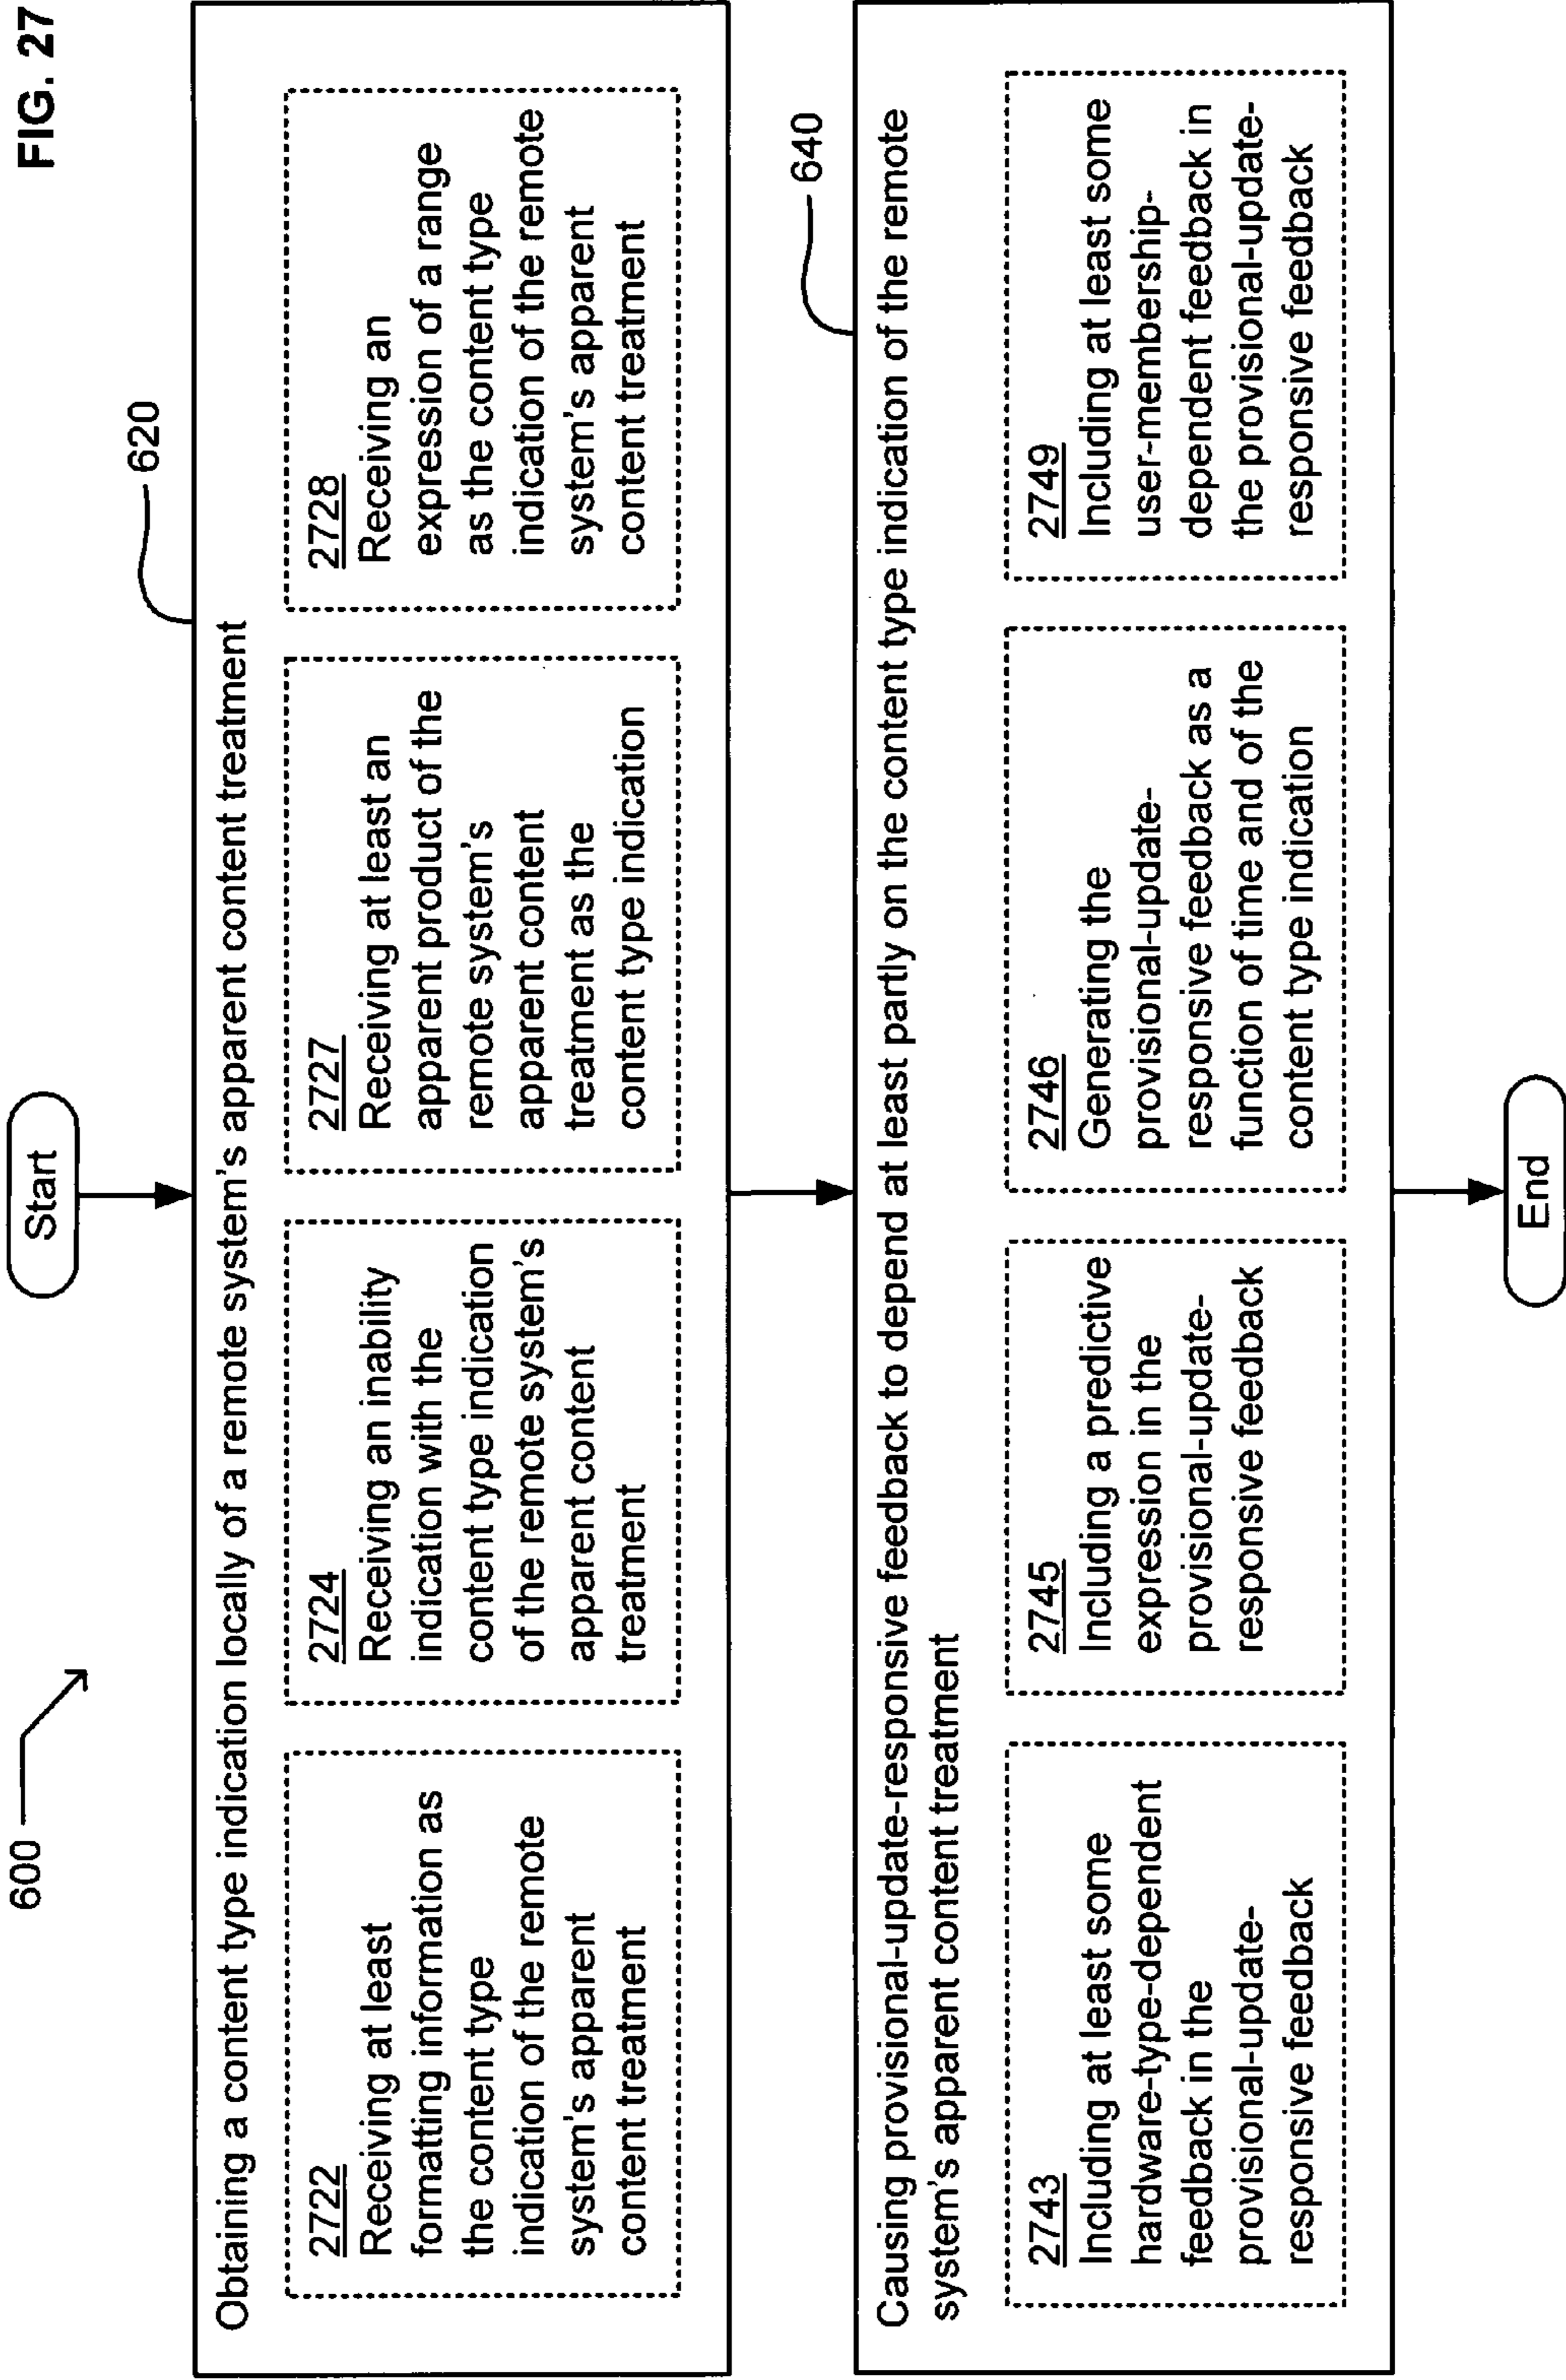 FIG. 27
600
Start
620
Obtaining a content type indication locally of a remote system's apparent content treatment
2722
Receiving at least
formatting information as
the content type
indication of the remote
system's apparent
content treatment
2724
Receiving an inability
indication with the
content type indication
of the remote system's
apparent content
treatment
2727
Receiving at least an
apparent product of the
remote system's
apparent content
treatment as the
content type indication
2728
Receiving an
expression of a range
as the content type
indication of the remote
system's apparent
content treatment
640
Causing provisional-update-responsive feedback to depend at least partly on the content type indication of the remote
system's apparent content treatment
2743
Including at least some
hardware-type-dependent
feedback in the
provisional-update-
responsive feedback
2745
Including a predictive
expression in the
provisional-update-
responsive feedback
2746
Generating the
provisional-update-
responsive feedback as a
function of time and of the
content type indication
2749
Including at least some
user-membership-
dependent feedback in
the provisional-update-
responsive feedback
End